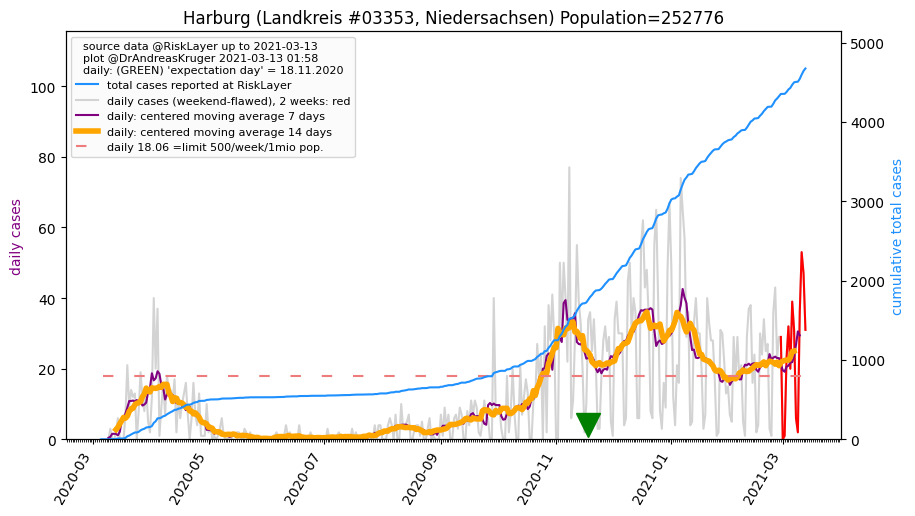 Harburg (Landkreis #03353, Niedersachsen) Population=252776
source data @RiskLayer up to 2021-03-13
plot @DrAndreasKruger 2021-03-13 01:58
daily: (GREEN) 'expectation day' = 18.11.2020
total cases reported at RiskLayer
daily cases (weekend-flawed), 2 weeks: red
daily: centered moving average 7 days
daily: centered moving average 14 days
daily 18.06 =limit 500/week/1mio pop.
daily cases
100
80
60
40
20
0
cumulative total cases
5000
4000
3000
2000
1000
0
2020-03
2020-05
2020-07
2020-09
2020-11
2021-01
2021-03